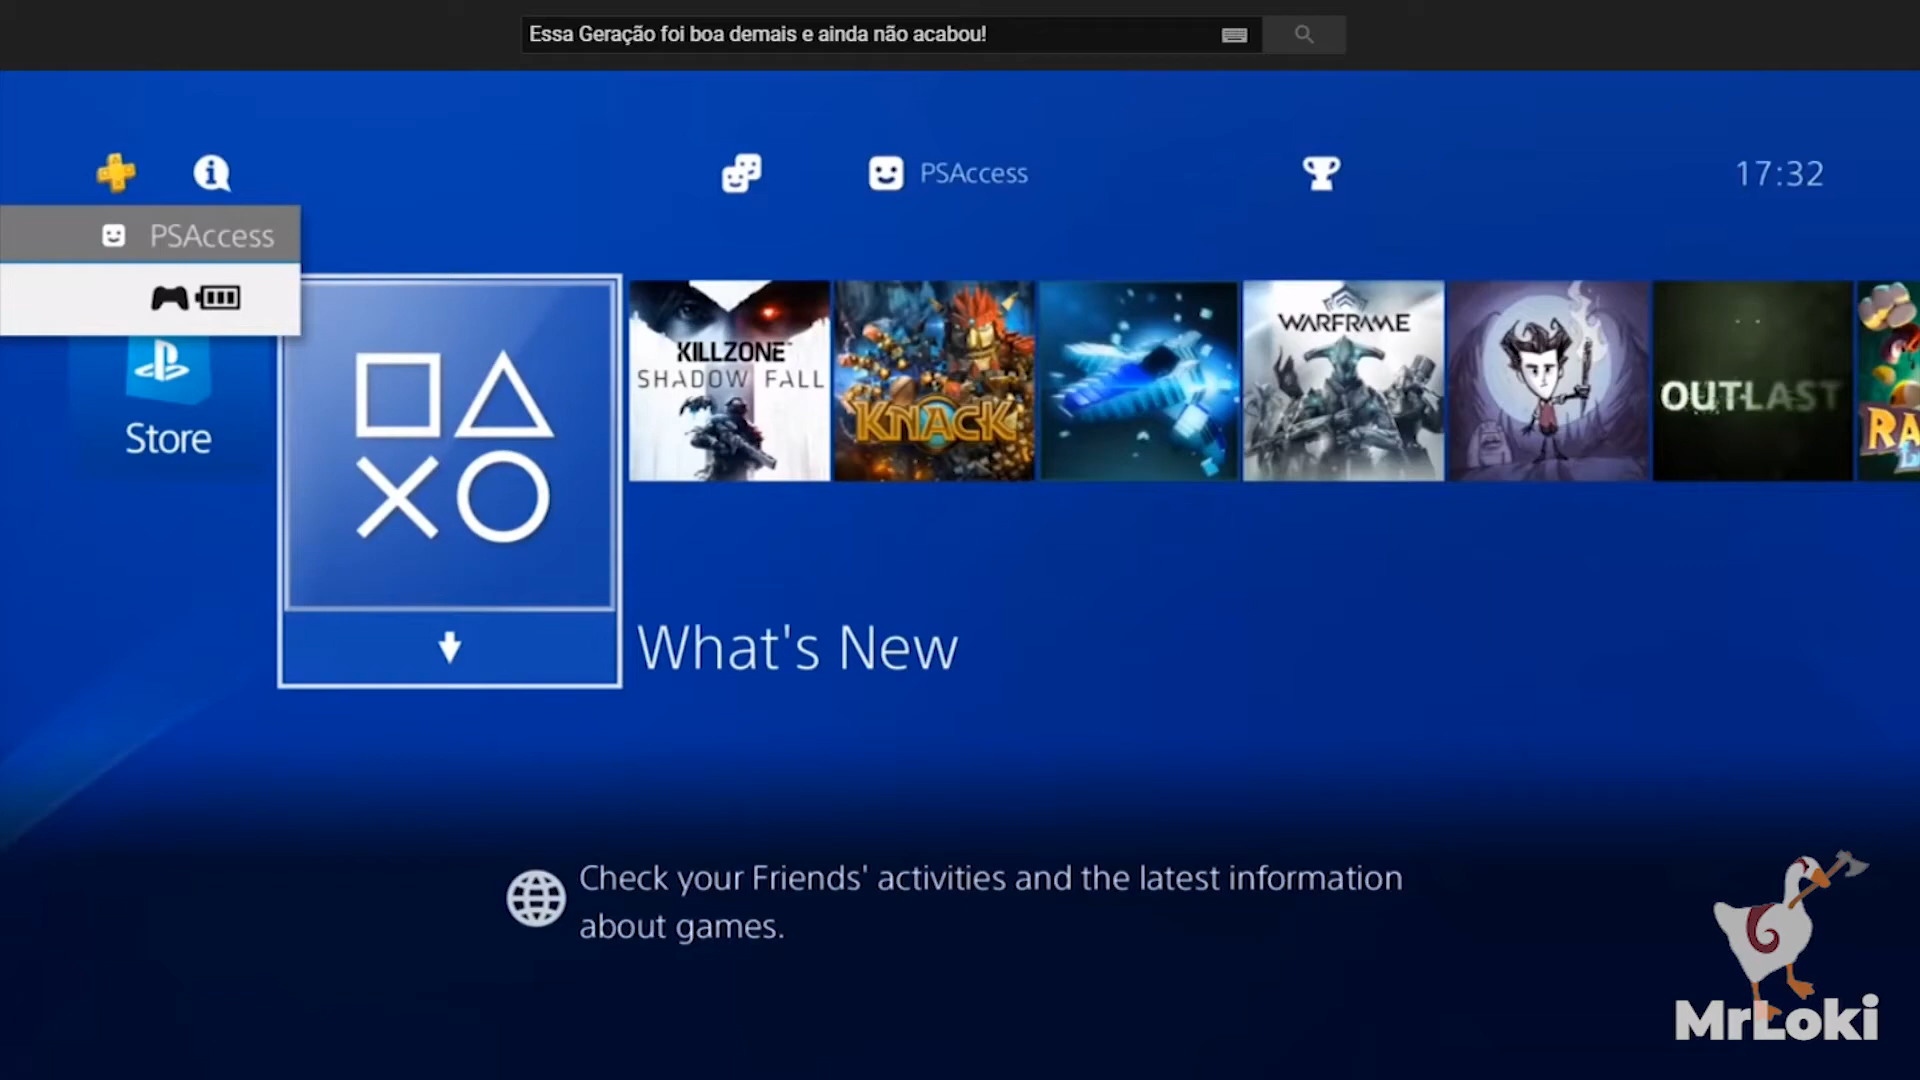 Essa Geração foi boa demais e ainda não acabou!
PSAccess
17:32
PSAccess
Store
KILLZONE
SHADOW FALL
KNACK
WARFRAME
OUTLAST
What's New
Check your Friends' activities and the latest information
about games.
MrLoki